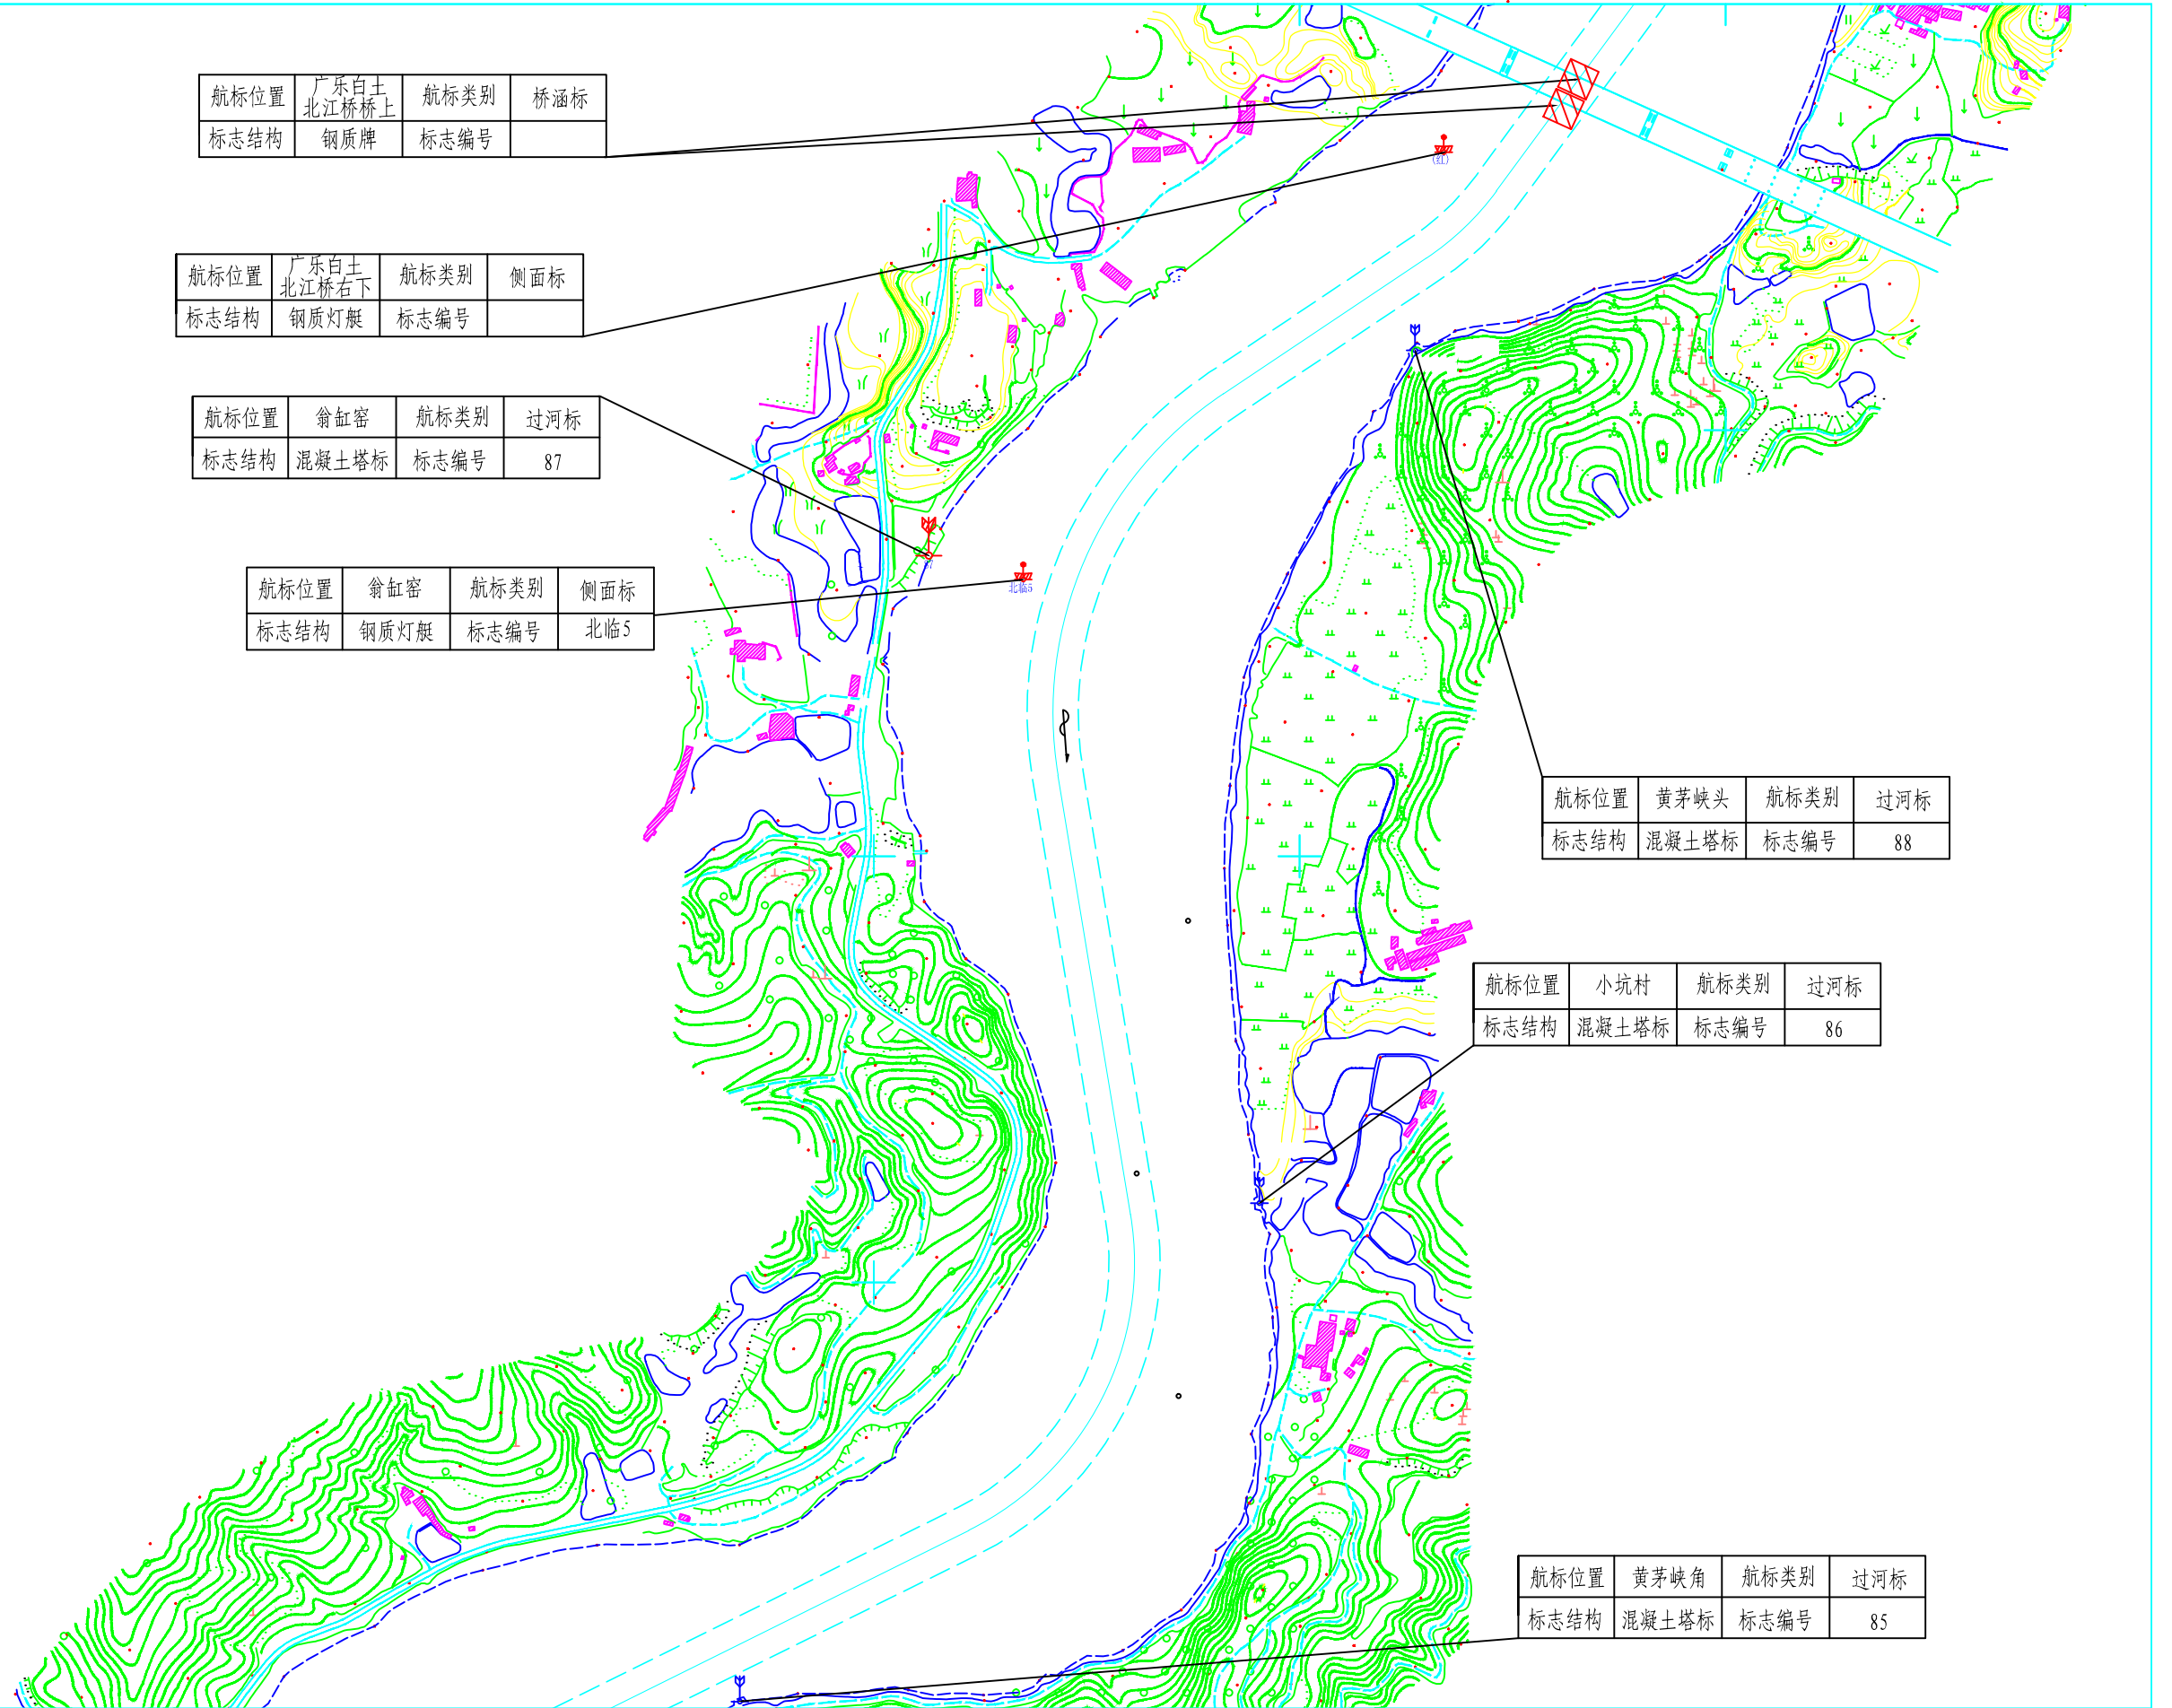 航标位置 广乐白土北江桥桥上 航标类别 桥涵标
标志结构 钢质牌 标志编号
(红)
航标位置 广乐白土北江桥右下 航标类别 侧面标
标志结构 钢质灯艇 标志编号
航标位置 翁缸窑 航标类别 过河标
标志结构 混凝土塔标 标志编号 87
87
航标位置 翁缸窑 航标类别 侧面标
标志结构 钢质灯艇 标志编号 北临5
北临5
航标位置 黄茅峡头 航标类别 过河标
标志结构 混凝土塔标 标志编号 88
航标位置 小坑村 航标类别 过河标
标志结构 混凝土塔标 标志编号 86
航标位置 黄茅峡角 航标类别 过河标
标志结构 混凝土塔标 标志编号 85